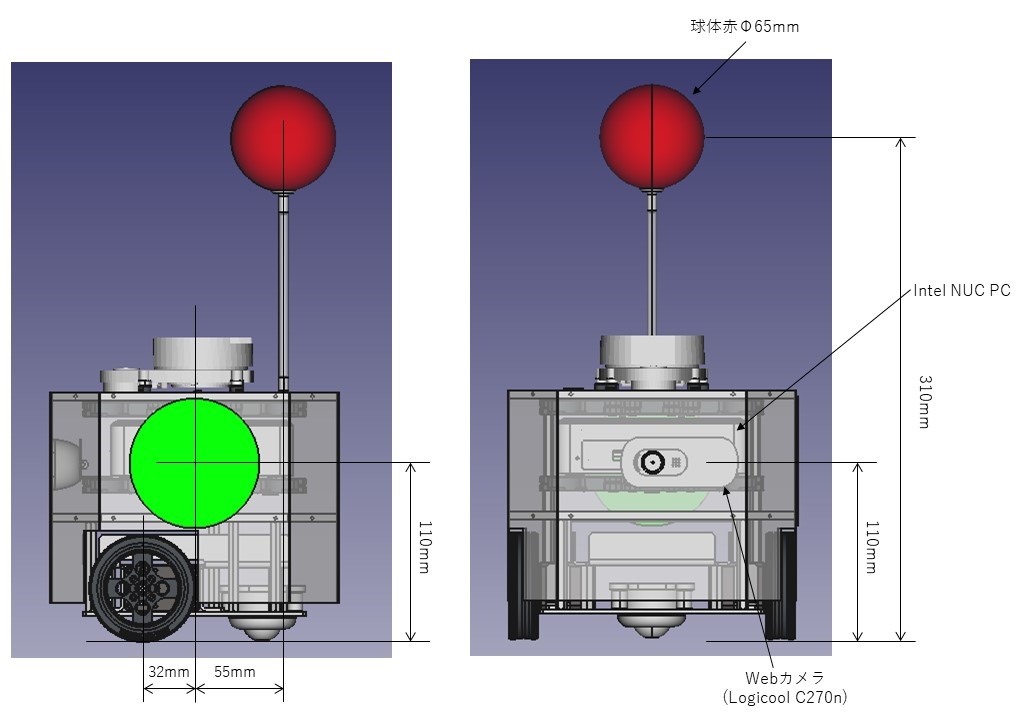 球体赤Φ65mm
Intel NUC PC
310mm
110mm
110mm
32mm
55mm
Webカメラ
(Logicool C270n)